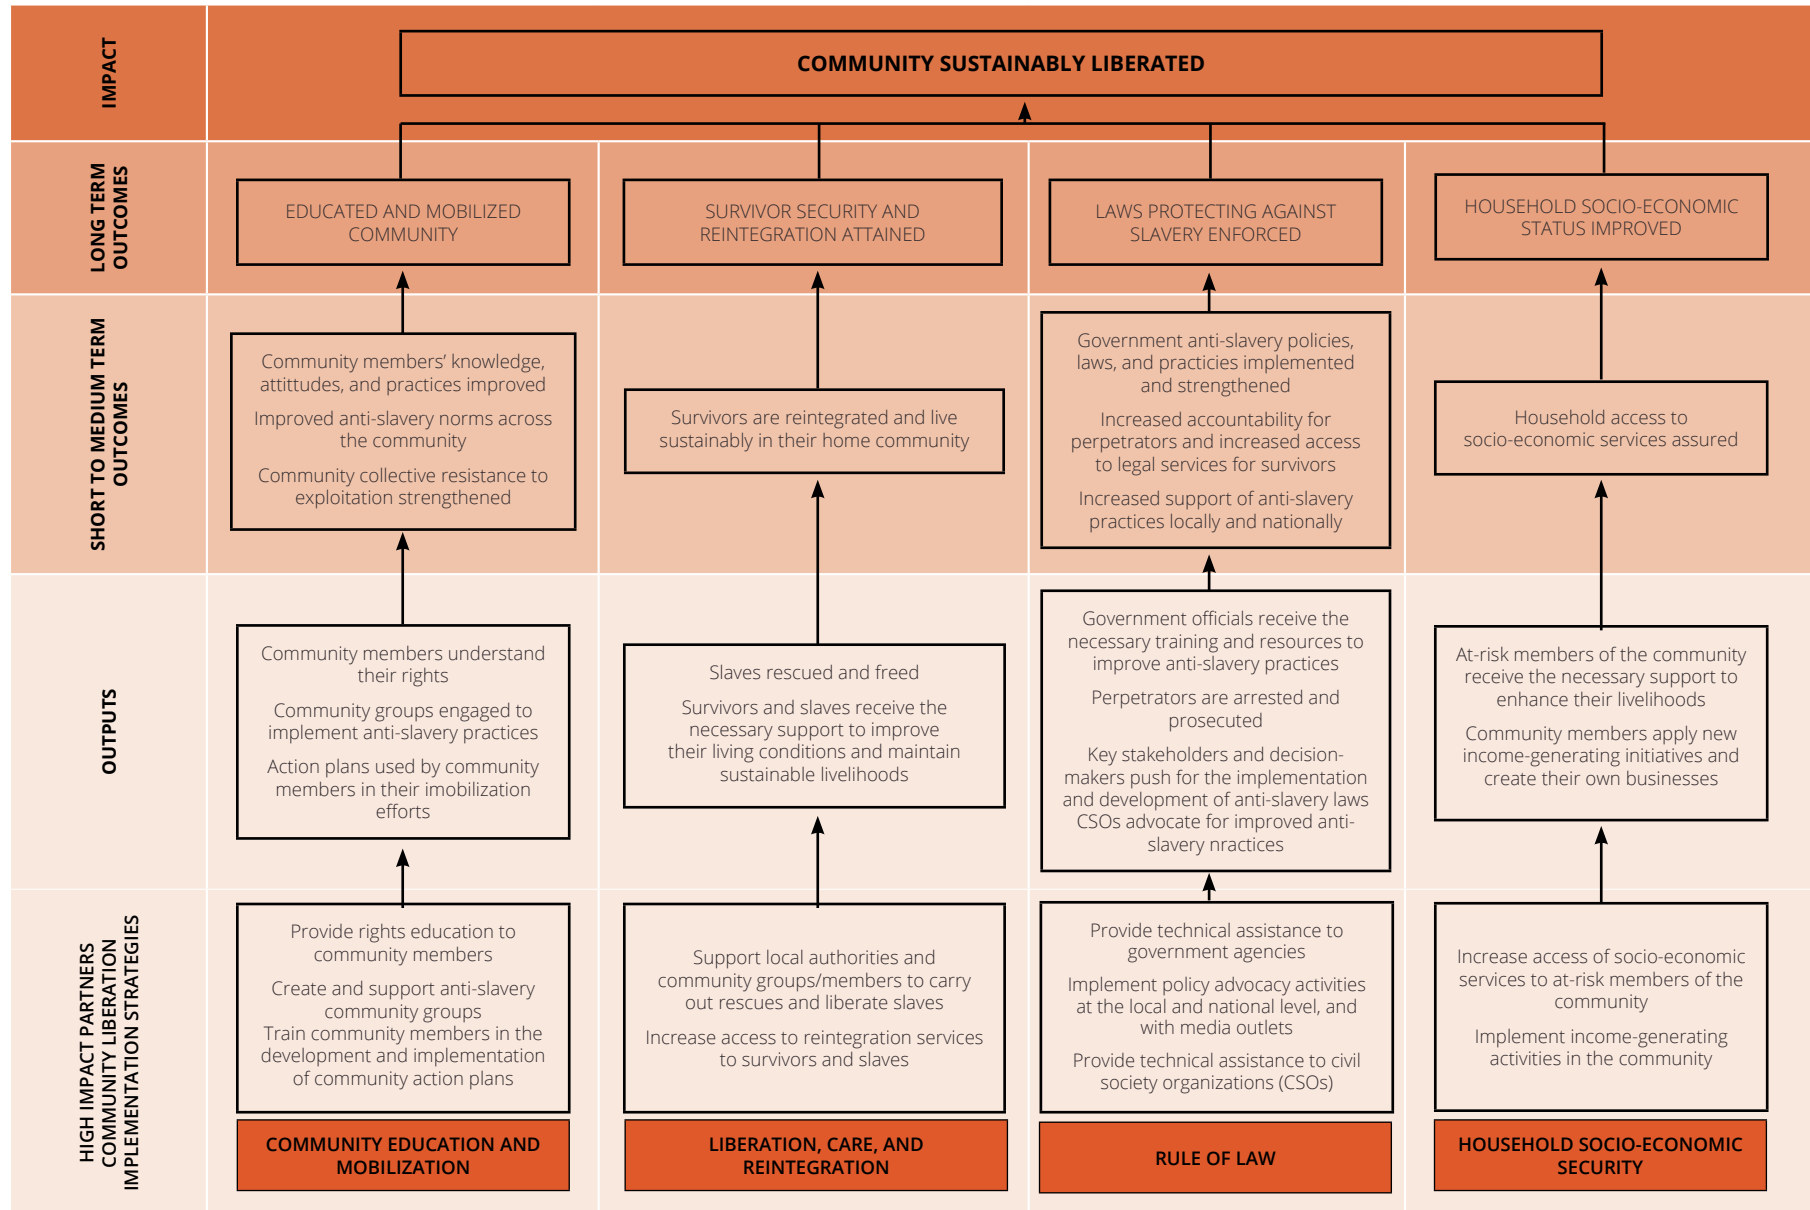 IMPACT
COMMUNITY SUSTAINABLY LIBERATED
LONG TERM
OUTCOMES
EDUCATED AND MOBILIZED
COMMUNITY
SURVIVOR SECURITY AND
REINTEGRATION ATTAINED
LAWS PROTECTING AGAINST
SLAVERY ENFORCED
HOUSEHOLD SOCIO-ECONOMIC
STATUS IMPROVED
SHORT TO MEDIUM TERM
OUTCOMES
Community members’ knowledge,
attitudes, and practices improved
Improved anti-slavery norms across
the community
Community collective resistance to
exploitation strengthened
Survivors are reintegrated and live
sustainably in their home community
Government anti-slavery policies,
laws, and practicies implemented
and strengthened
Increased accountability for
perpetrators and increased access
to legal services for survivors
Increased support of anti-slavery
practices locally and nationally
Household access to
socio-economic services assured
OUTPUTS
Community members understand
their rights
Community groups engaged to
implement anti-slavery practices
Action plans used by community
members in their imobilization
efforts
Slaves rescued and freed
Survivors and slaves receive the
necessary support to improve
their living conditions and maintain
sustainable livelihoods
Government officials receive the
necessary training and resources to
improve anti-slavery practices
Perpetrators are arrested and
prosecuted
Key stakeholders and decision-
makers push for the implementation
and development of anti-slavery laws
CSOs advocate for improved anti-
slavery nractices
At-risk members of the community
receive the necessary support to
enhance their livelihoods
Community members apply new
income-generating initiatives and
create their own businesses
HIGH IMPACT PARTNERS
COMMUNITY LIBERATION
IMPLEMENTATION STRATEGIES
Provide rights education to
community members
Create and support anti-slavery
community groups
Train community members in the
development and implementation
of community action plans
Support local authorities and
community groups/members to carry
out rescues and liberate slaves
Increase access to reintegration services
to survivors and slaves
Provide technical assistance to
government agencies
Implement policy advocacy activities
at the local and national level, and
with media outlets
Provide technical assistance to civil
society organizations (CSOs)
Increase access of socio-economic
services to at-risk members of the
community
Implement income-generating
activities in the community
COMMUNITY EDUCATION AND
MOBILIZATION
LIBERATION, CARE, AND
REINTEGRATION
RULE OF LAW
HOUSEHOLD SOCIO-ECONOMIC
SECURITY